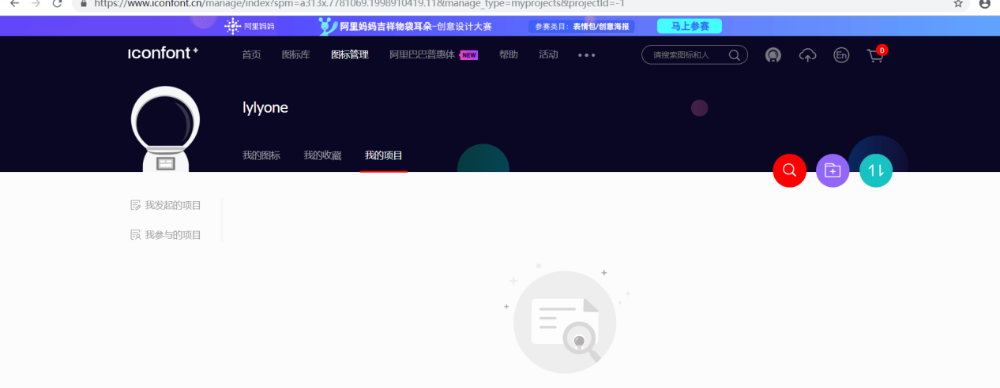 https://www.iconfont.cn/manage/index?spm=a313x.7781069.1998910419.11&manage_type=myprojects&projectId=-1
阿里妈妈 阿里妈妈吉祥物袋耳朵-创意设计大赛 参赛类目：表情包/创意海报 马上参赛
iconfont+ 首页 图标库 图标管理 阿里巴巴普惠体 NEW 帮助 活动 请搜索图标和人 En 0
lylyone
我的图标 我的收藏 我的项目
我发起的项目
我参与的项目